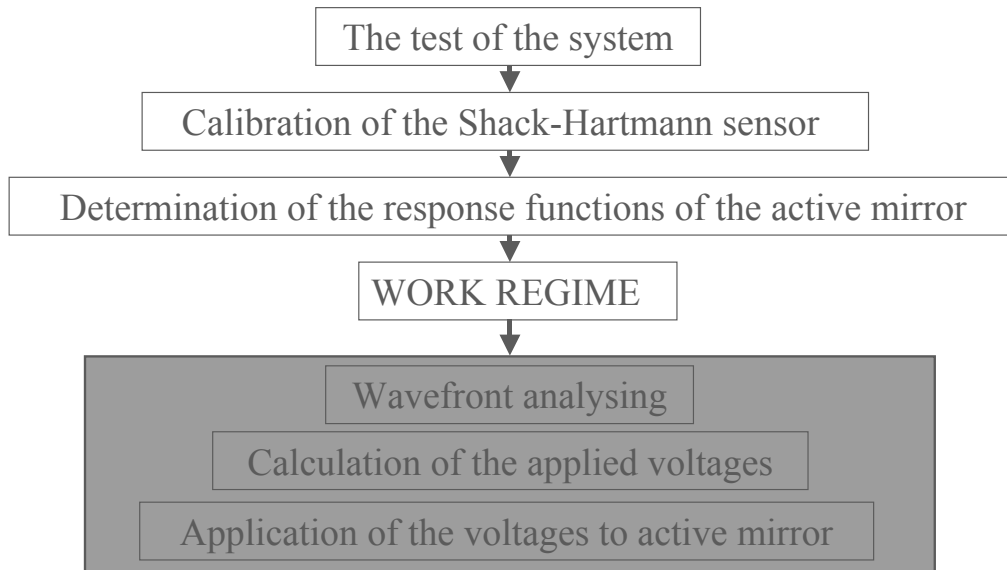 The test of the system
Calibration of the Shack-Hartmann sensor
Determination of the response functions of the active mirror
WORK REGIME
Wavefront analysing
Calculation of the applied voltages
Application of the voltages to active mirror